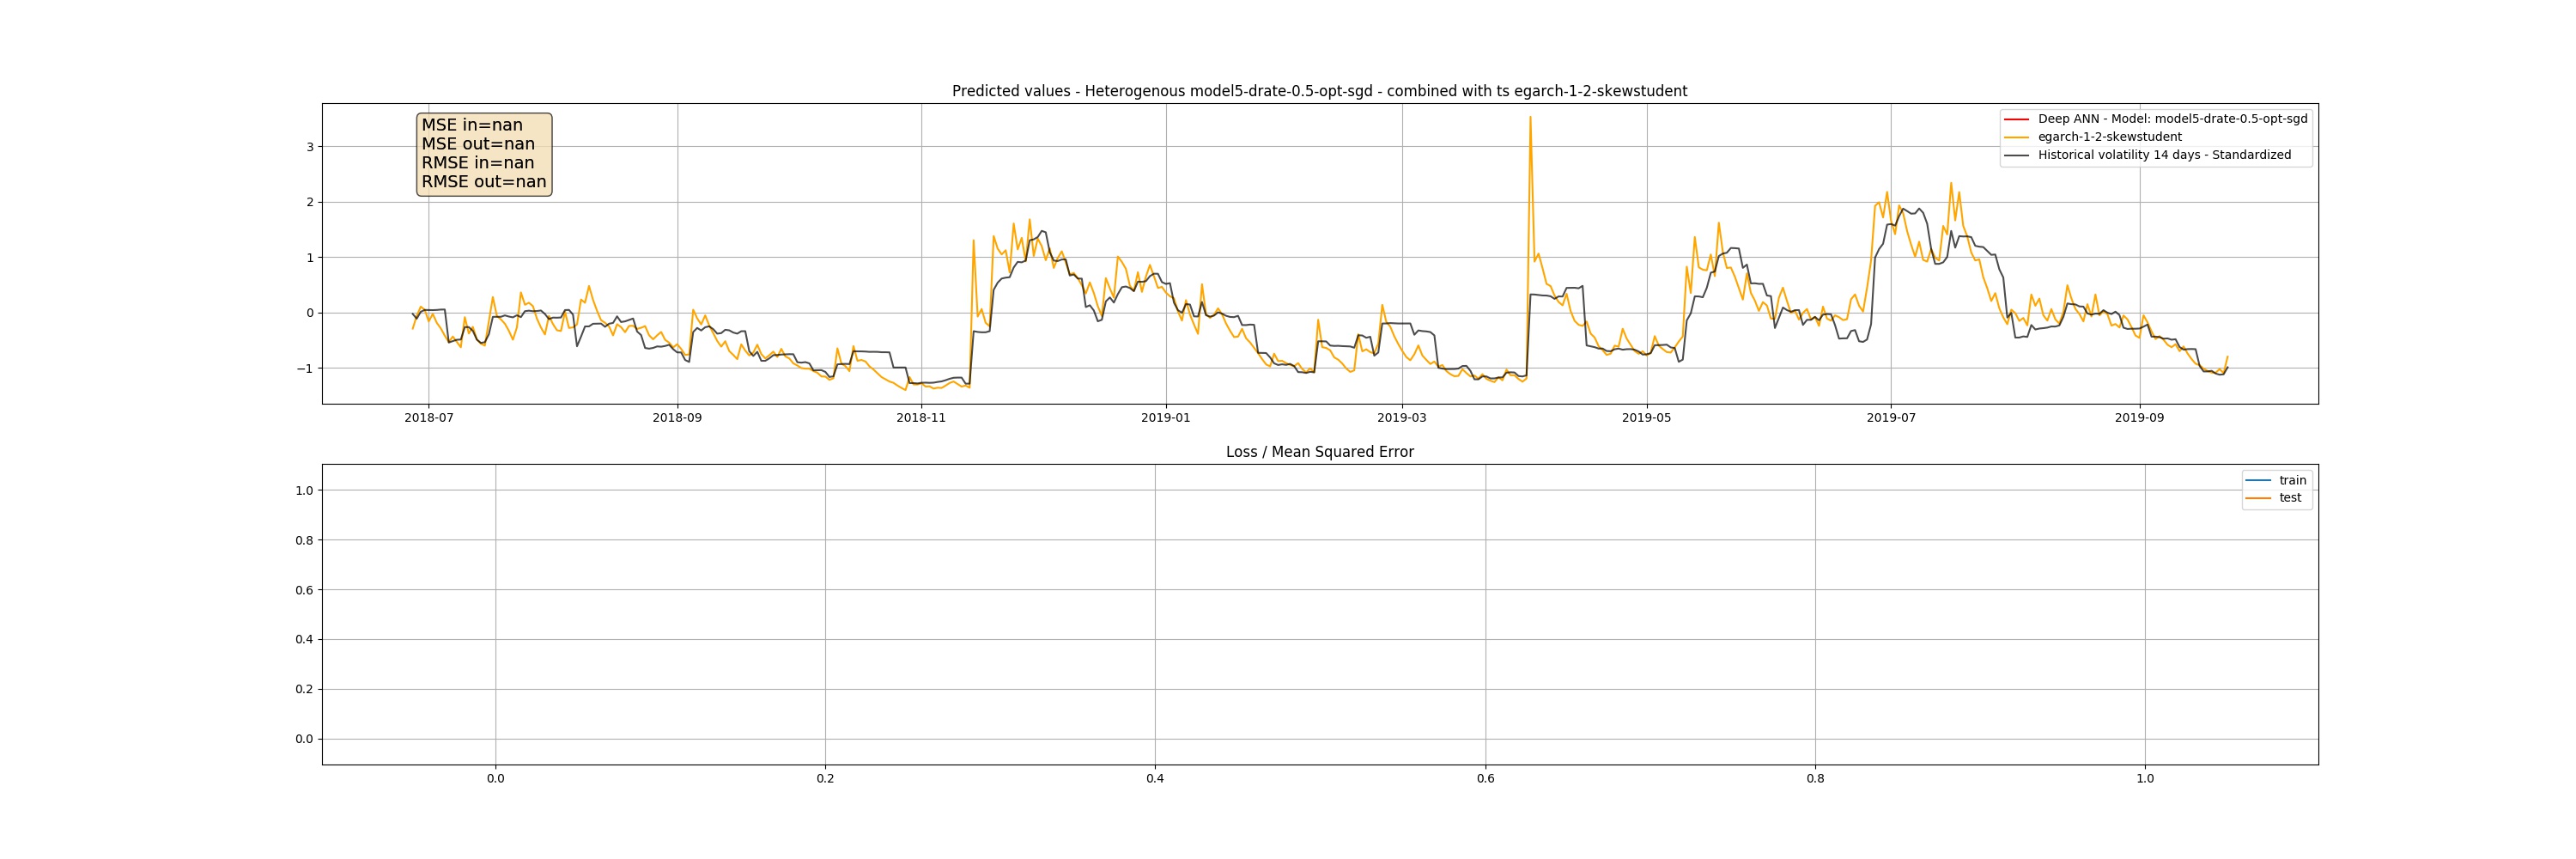 Predicted values - Heterogenous model5-drate-0.5-opt-sgd - combined with ts egarch-1-2-skewstudent
MSE in=nan
MSE out=nan
RMSE in=nan
RMSE out=nan
Deep ANN - Model: model5-drate-0.5-opt-sgd
egarch-1-2-skewstudent
Historical volatility 14 days - Standardized
3
2
1
0
−1
2018-07 2018-09 2018-11 2019-01 2019-03 2019-05 2019-07 2019-09
Loss / Mean Squared Error
train
test
1.0
0.8
0.6
0.4
0.2
0.0
0.0 0.2 0.4 0.6 0.8 1.0